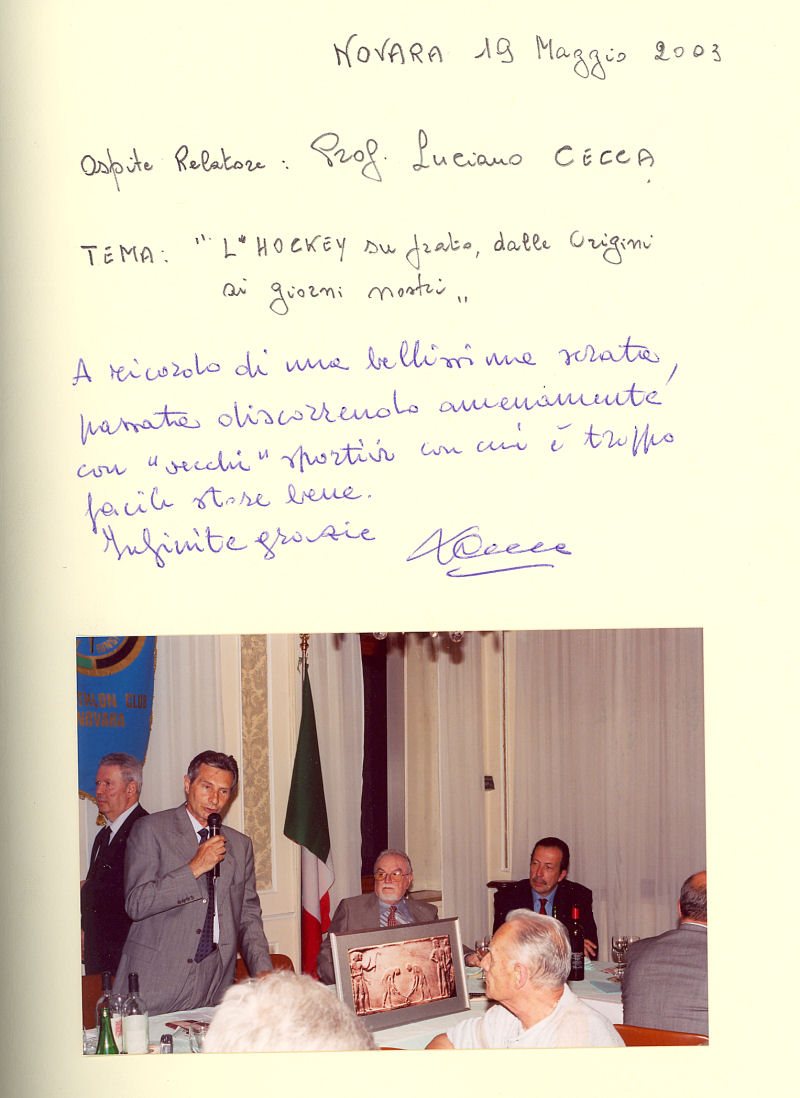 NOVARA 19 Maggio 2003
Ospite Relatore: Prof. Luciano CECCA
TEMA: "L'HOCKEY su prato, dalle Origini
ai giorni nostri"
A ricordo di una bellissima serata,
passata discorrendo amenamente
con "vecchi" sportivi con cui è troppo
facile stare bene.
Infinite grazie
THLON CLUB
NOVARA